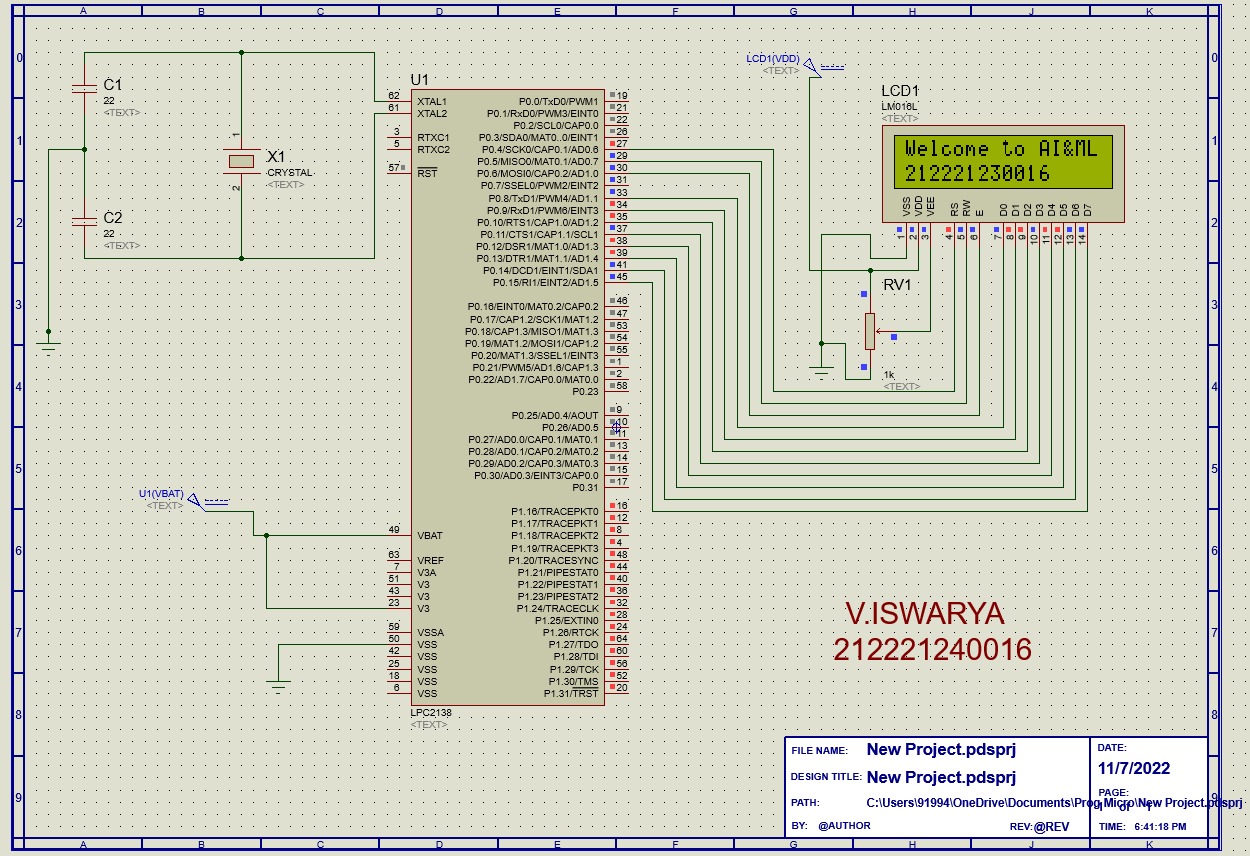 A B C D E F G H J K
0 0
1 1
2 2
3 3
4 4
5 5
6 6
7 7
8 8
9 9
C1
22
<TEXT>
C2
22
<TEXT>
1
X1
CRYSTAL
<TEXT>
2
U1(VBAT)
<TEXT>
U1
62 XTAL1
61 XTAL2
3 RTXC1
5 RTXC2
57 RST
49 VBAT
63 VREF
7 V3A
51 V3
43 V3
23 V3
59 VSSA
50 VSS
42 VSS
25 VSS
18 VSS
6 VSS
P0.0/TxD0/PWM1 19
P0.1/RxD0/PWM3/EINT0 21
P0.2/SCL0/CAP0.0 22
P0.3/SDA0/MAT0..0/EINT1 26
P0.4/SCK0/CAP0.1/AD0.6 27
P0.5/MISO0/MAT0.1/AD0.7 29
P0.6/MOSI0/CAP0.2/AD1.0 30
P0.7/SSEL0/PWM2/EINT2 31
P0.8/TxD1/PWM4/AD1.1 33
P0.9/RxD1/PWM6/EINT3 34
P0.10/RTS1/CAP1.0/AD1.2 35
P0.11/CTS1/CAP1.1/SCL1 37
P0.12/DSR1/MAT1.0/AD1.3 38
P0.13/DTR1/MAT1.1/AD1.4 39
P0.14/DCD1/EINT1/SDA1 41
P0.15/RI1/EINT2/AD1.5 45
P0.16/EINT0/MAT0.2/CAP0.2 46
P0.17/CAP1.2/SCK1/MAT1.2 47
P0.18/CAP1.3/MISO1/MAT1.3 53
P0.19/MAT1.2/MOSI1/CAP1.2 54
P0.20/MAT1.3/SSEL1/EINT3 55
P0.21/PWM5/AD1.6/CAP1.3 1
P0.22/AD1.7/CAP0.0/MAT0.0 2
P0.23 58
P0.25/AD0.4/AOUT 9
P0.26/AD0.5 10
P0.27/AD0.0/CAP0.1/MAT0.1 11
P0.28/AD0.1/CAP0.2/MAT0.2 13
P0.29/AD0.2/CAP0.3/MAT0.3 14
P0.30/AD0.3/EINT3/CAP0.0 15
P0.31 17
P1.16/TRACEPKT0 16
P1.17/TRACEPKT1 12
P1.18/TRACEPKT2 8
P1.19/TRACEPKT3 4
P1.20/TRACESYNC 48
P1.21/PIPESTAT0 44
P1.22/PIPESTAT1 40
P1.23/PIPESTAT2 36
P1.24/TRACECLK 32
P1.25/EXTIN0 28
P1.26/RTCK 24
P1.27/TDO 64
P1.28/TDI 60
P1.29/TCK 56
P1.30/TMS 52
P1.31/TRST 20
LPC2138
<TEXT>
LCD1(VDD)
<TEXT>
LCD1
LM016L
<TEXT>
Welcome to AI&ML
212221230016
VSS VDD VEE RS RW E D0 D1 D2 D3 D4 D5 D6 D7
1 2 3 4 5 6 7 8 9 10 11 12 13 14
RV1
1k
<TEXT>
V.ISWARYA
212221240016
FILE NAME: New Project.pdsprj
DESIGN TITLE: New Project.pdsprj
PATH: C:\Users\91994\OneDrive\Documents\Prog Micro\New Project.pdsprj
BY: @AUTHOR REV:@REV
DATE:
11/7/2022
PAGE:
TIME: 6:41:18 PM
A B C D E F G H J K